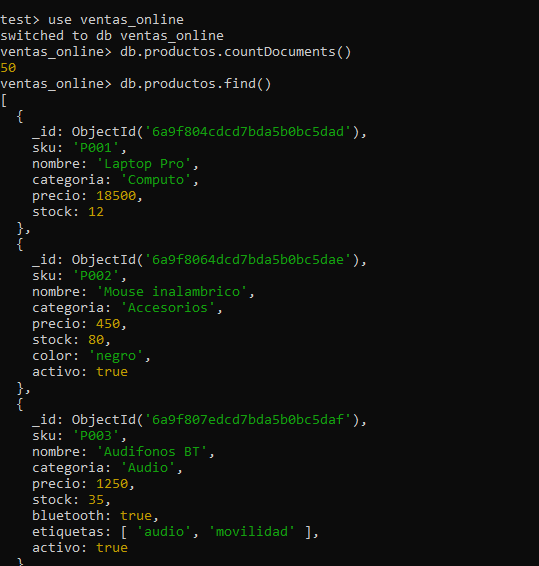 test> use ventas_online
switched to db ventas_online
ventas_online> db.productos.countDocuments()
50
ventas_online> db.productos.find()
[
  {
    _id: ObjectId('6a9f804cdcd7bda5b0bc5dad'),
    sku: 'P001',
    nombre: 'Laptop Pro',
    categoria: 'Computo',
    precio: 18500,
    stock: 12
  },
  {
    _id: ObjectId('6a9f8064dcd7bda5b0bc5dae'),
    sku: 'P002',
    nombre: 'Mouse inalambrico',
    categoria: 'Accesorios',
    precio: 450,
    stock: 80,
    color: 'negro',
    activo: true
  },
  {
    _id: ObjectId('6a9f807edcd7bda5b0bc5daf'),
    sku: 'P003',
    nombre: 'Audifonos BT',
    categoria: 'Audio',
    precio: 1250,
    stock: 35,
    bluetooth: true,
    etiquetas: [ 'audio', 'movilidad' ],
    activo: true
  }